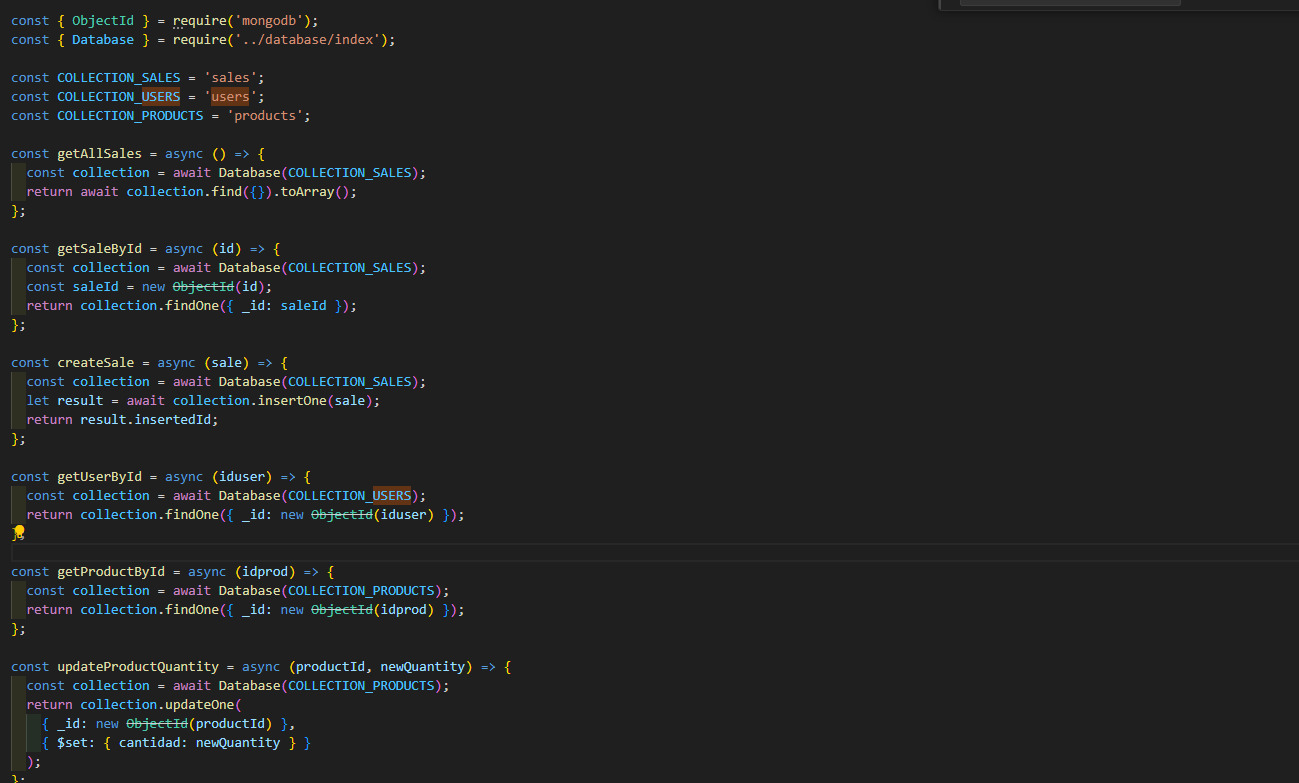 const { ObjectId } = require('mongodb');
const { Database } = require('../database/index');

const COLLECTION_SALES = 'sales';
const COLLECTION_USERS = 'users';
const COLLECTION_PRODUCTS = 'products';

const getAllSales = async () => {
  const collection = await Database(COLLECTION_SALES);
  return await collection.find({}).toArray();
};

const getSaleById = async (id) => {
  const collection = await Database(COLLECTION_SALES);
  const saleId = new ObjectId(id);
  return collection.findOne({ _id: saleId });
};

const createSale = async (sale) => {
  const collection = await Database(COLLECTION_SALES);
  let result = await collection.insertOne(sale);
  return result.insertedId;
};

const getUserById = async (iduser) => {
  const collection = await Database(COLLECTION_USERS);
  return collection.findOne({ _id: new ObjectId(iduser) });
};

const getProductById = async (idprod) => {
  const collection = await Database(COLLECTION_PRODUCTS);
  return collection.findOne({ _id: new ObjectId(idprod) });
};

const updateProductQuantity = async (productId, newQuantity) => {
  const collection = await Database(COLLECTION_PRODUCTS);
  return collection.updateOne(
    { _id: new ObjectId(productId) },
    { $set: { cantidad: newQuantity } }
  );
};